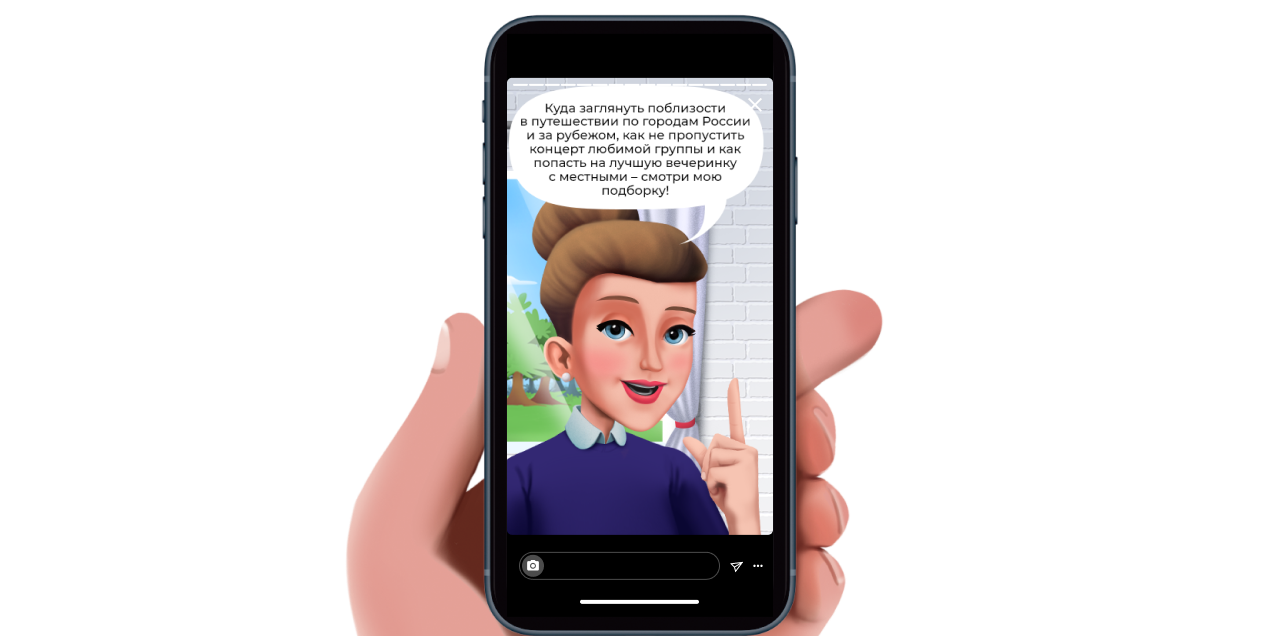 Куда заглянуть поблизости
в путешествии по городам России
и за рубежом, как не пропустить
концерт любимой группы и как
попасть на лучшую вечеринку
с местными – смотри мою
подборку!